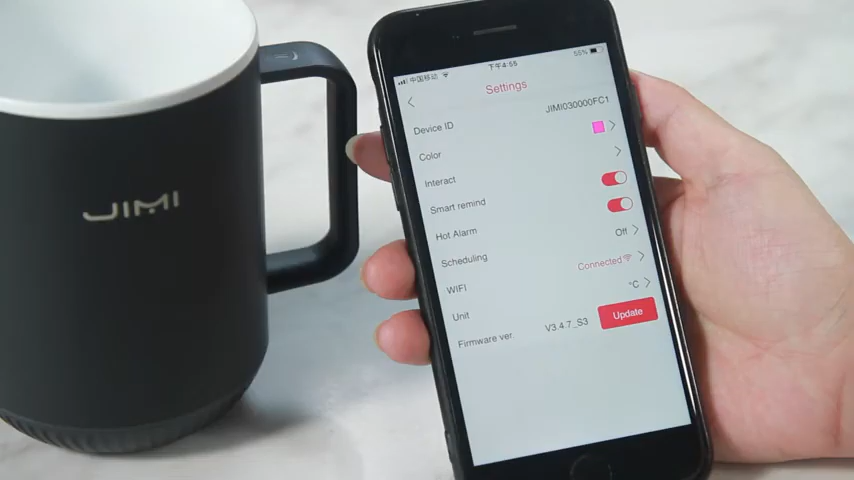 JIMI
中国移动 下午4:58 55%
Settings
Device ID JIMI030000FC1
Color
Interact
Smart remind
Hot Alarm
Scheduling Off
WIFI Connected
Unit °C
Firmware ver. V3.4.7_S3 Update